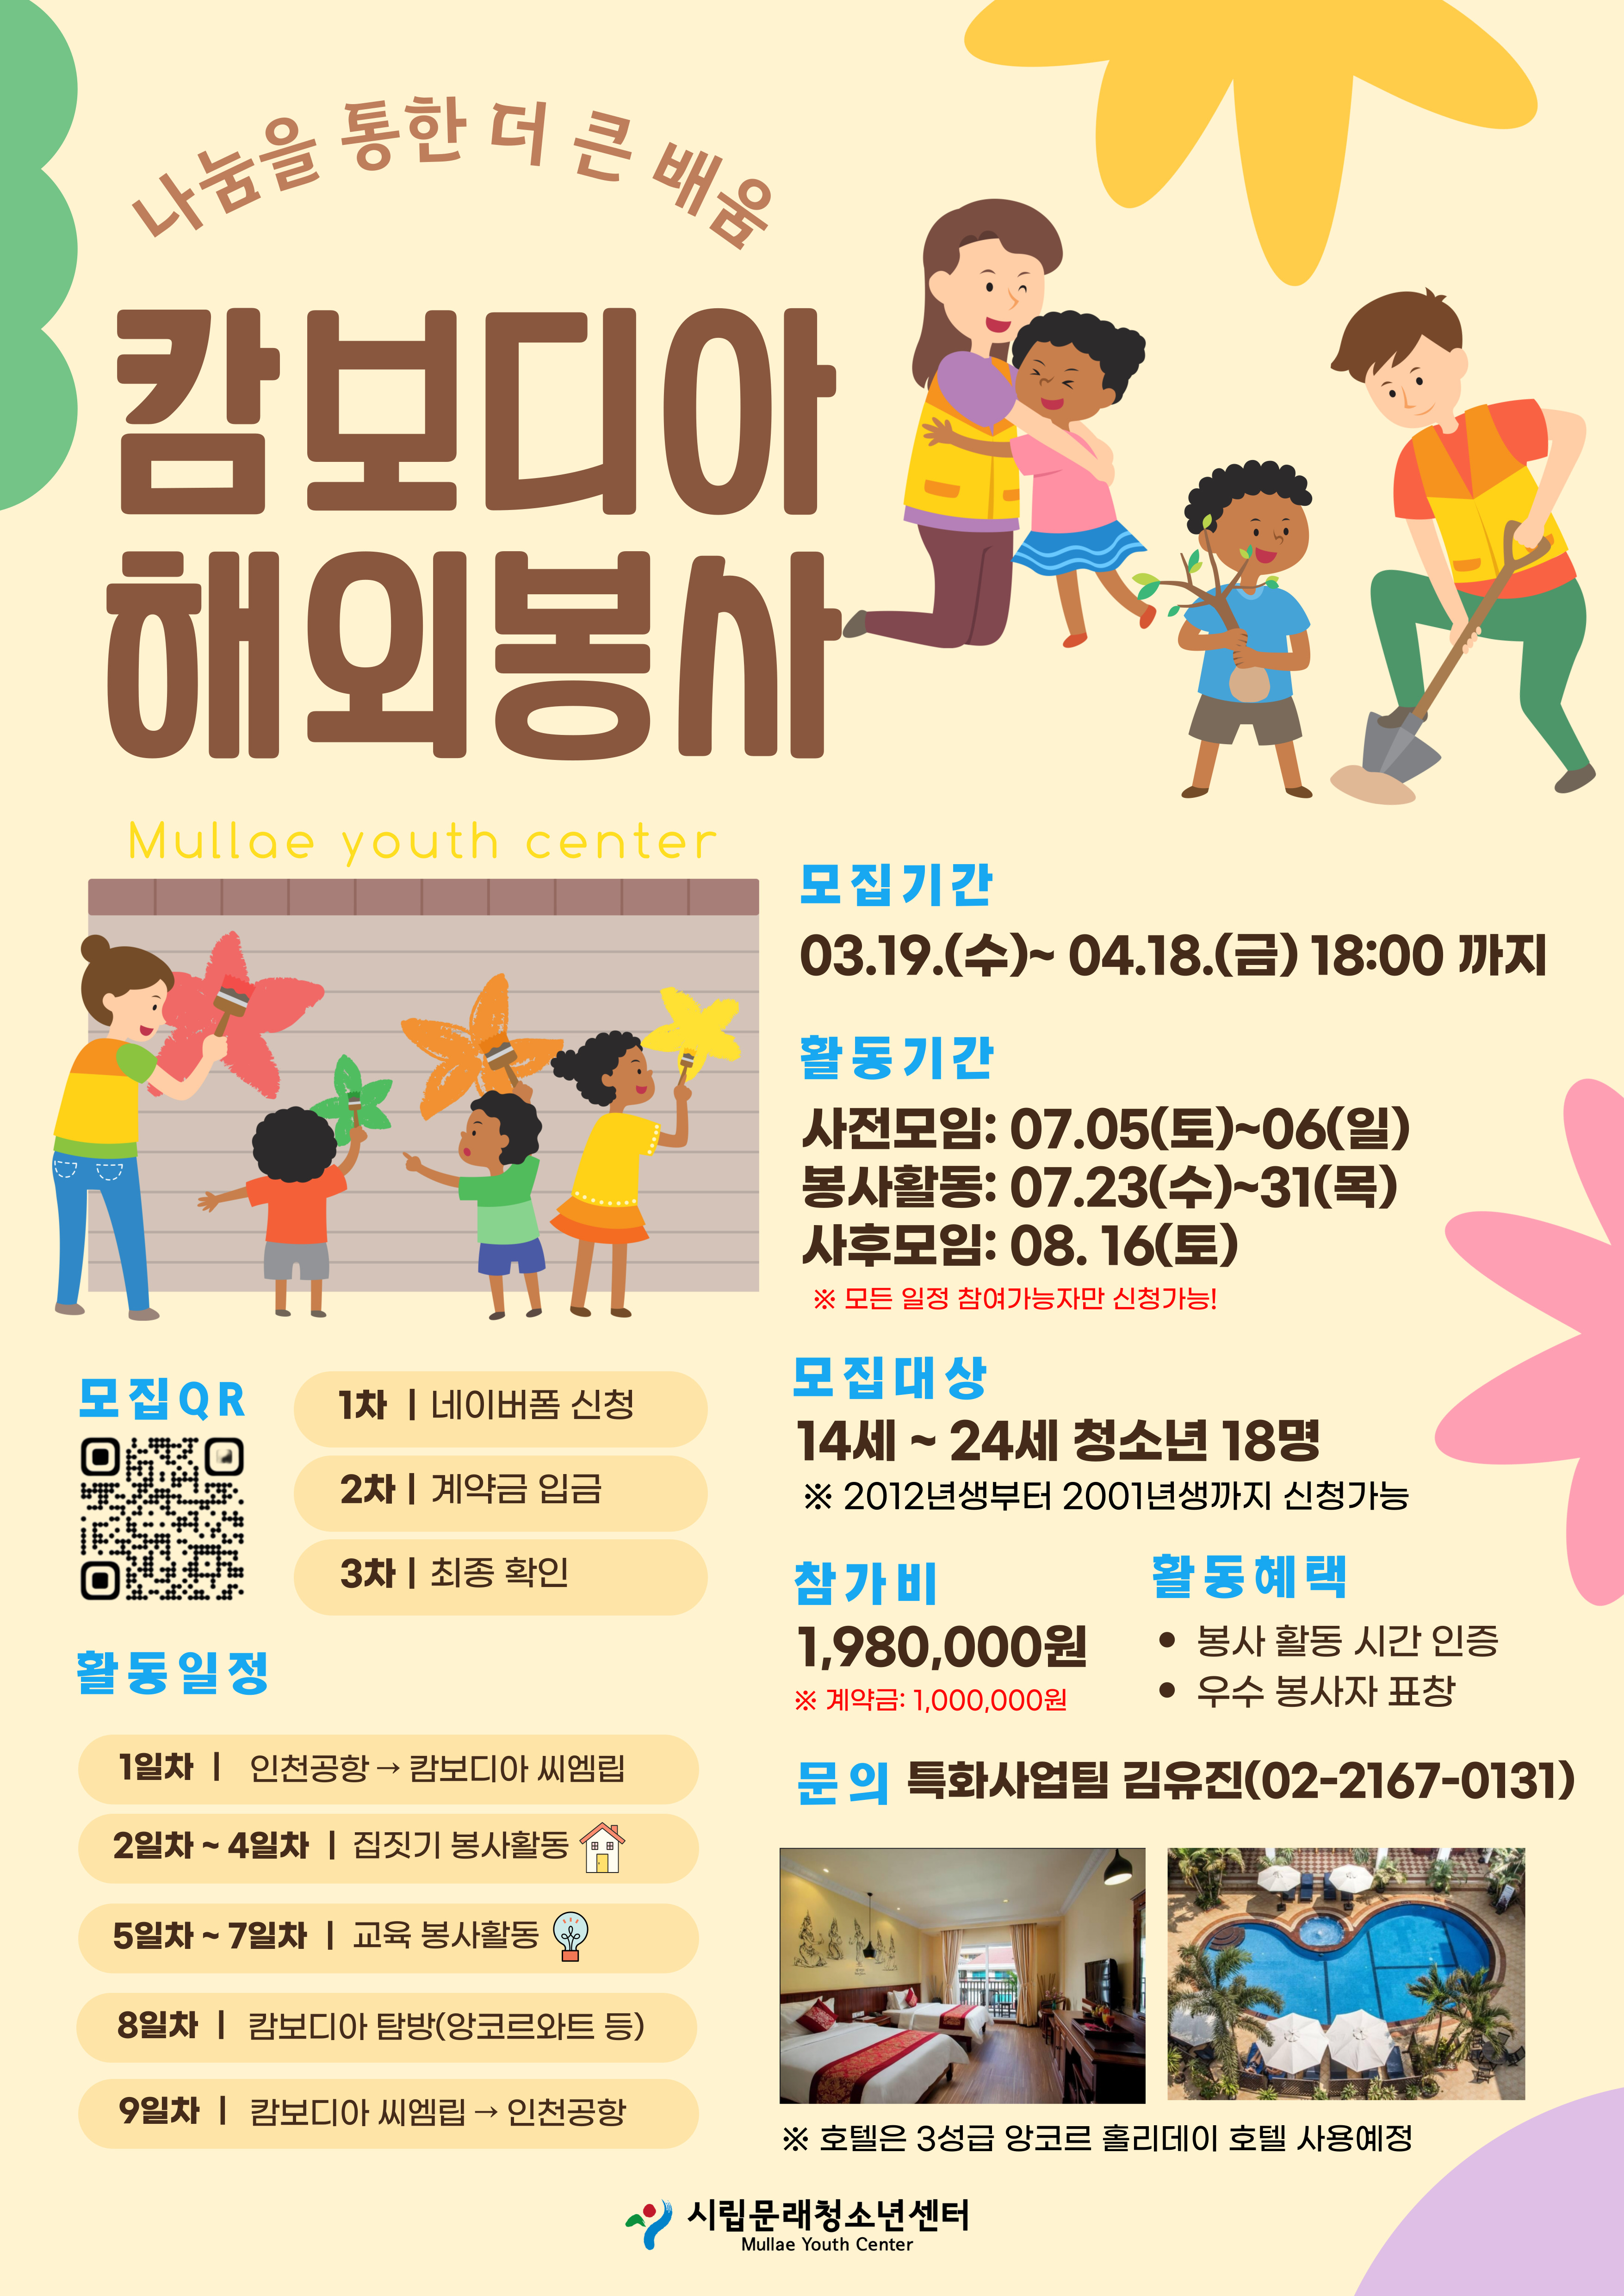 나눔을 통한 더 큰 배움
캄보디아
해외봉사
Mullae youth center
모집기간
03.19.(수)~ 04.18.(금) 18:00 까지
활동기간
사전모임: 07.05(토)~06(일)
봉사활동: 07.23(수)~31(목)
사후모임: 08. 16(토)
※ 모든 일정 참여가능자만 신청가능!
모집대상
14세 ~ 24세 청소년 18명
※ 2012년생부터 2001년생까지 신청가능
참가비
1,980,000원
※ 계약금: 1,000,000원
활동혜택
• 봉사 활동 시간 인증
• 우수 봉사자 표창
문의 특화사업팀 김유진(02-2167-0131)
※ 호텔은 3성급 앙코르 홀리데이 호텔 사용예정
모집QR
1차 | 네이버폼 신청
2차 | 계약금 입금
3차 | 최종 확인
활동일정
1일차 | 인천공항 → 캄보디아 씨엠립
2일차 ~ 4일차 | 집짓기 봉사활동
5일차 ~ 7일차 | 교육 봉사활동
8일차 | 캄보디아 탐방(앙코르와트 등)
9일차 | 캄보디아 씨엠립 → 인천공항
시립문래청소년센터
Mullae Youth Center